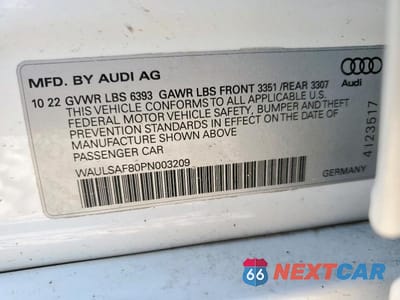 MFD. BY AUDI AG
10 22 GVWR LBS 6393 GAWR LBS FRONT 3351 /REAR 3307
THIS VEHICLE CONFORMS TO ALL APPLICABLE U.S.
FEDERAL MOTOR VEHICLE SAFETY, BUMPER AND THEFT
PREVENTION STANDARDS IN EFFECT ON THE DATE OF
MANUFACTURE SHOWN ABOVE
PASSENGER CAR
WAULSAF80PN003209
4123517
66 NEXTCAR